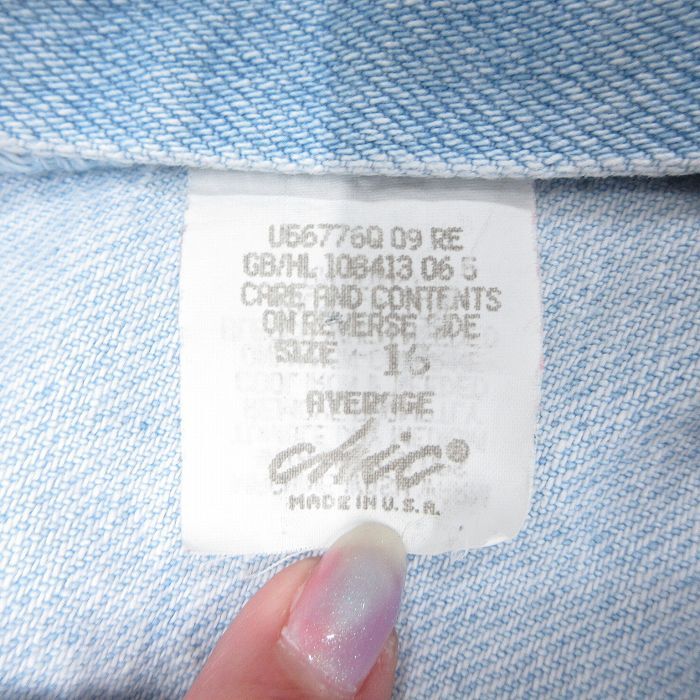 U56776Q 09 RE
GB/HL 108413 06 5
CARE AND CONTENTS
ON REVERSE SIDE
SIZE 16
AVERAGE
chic®
MADE IN U.S.A.